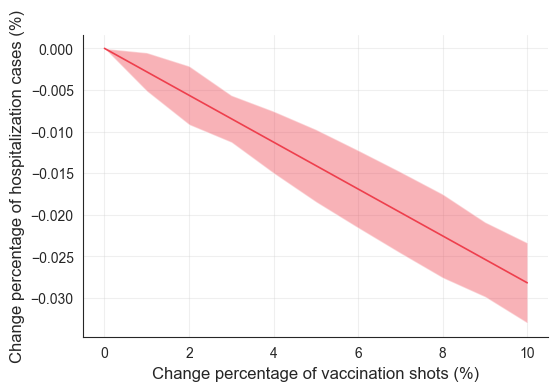 Change percentage of hospitalization cases (%)
0.000
−0.005
−0.010
−0.015
−0.020
−0.025
−0.030
0 2 4 6 8 10
Change percentage of vaccination shots (%)